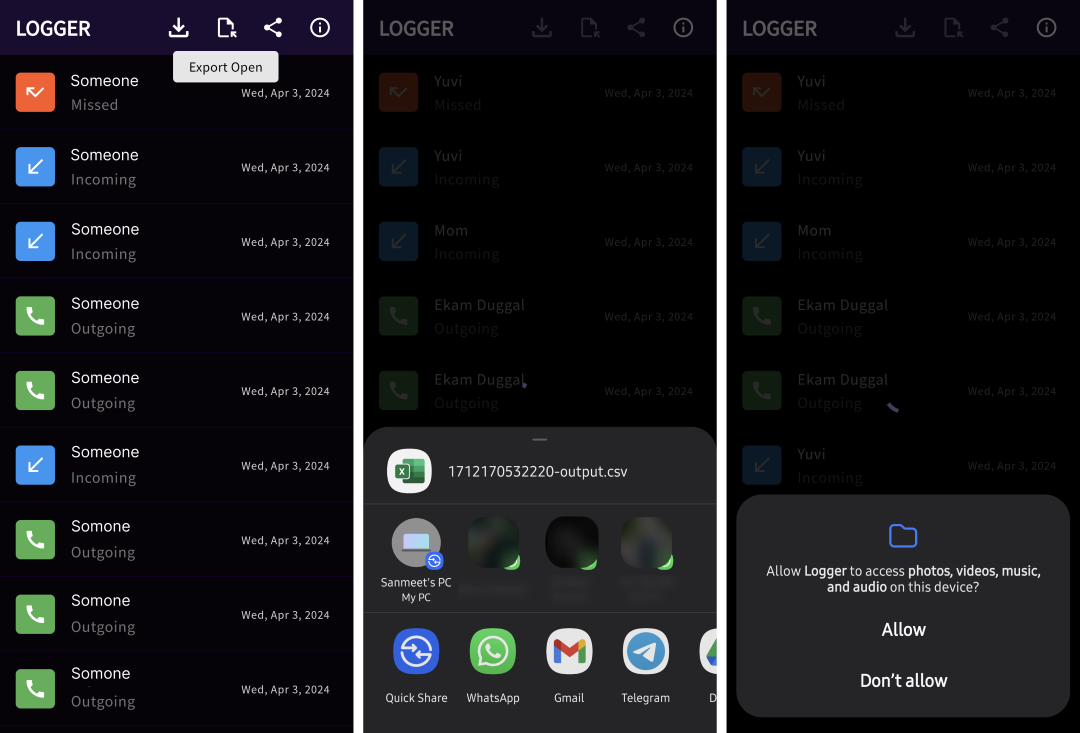 LOGGER
Export Open
Someone
Missed
Wed, Apr 3, 2024
Someone
Incoming
Wed, Apr 3, 2024
Someone
Incoming
Wed, Apr 3, 2024
Someone
Outgoing
Wed, Apr 3, 2024
Someone
Outgoing
Wed, Apr 3, 2024
Someone
Incoming
Wed, Apr 3, 2024
Somone
Outgoing
Wed, Apr 3, 2024
Somone
Outgoing
Wed, Apr 3, 2024
Somone
Outgoing
Wed, Apr 3, 2024
LOGGER
Yuvi
Missed
Wed, Apr 3, 2024
Yuvi
Incoming
Wed, Apr 3, 2024
Mom
Incoming
Wed, Apr 3, 2024
Ekam Duggal
Outgoing
Wed, Apr 3, 2024
Ekam Duggal
Outgoing
Wed, Apr 3, 2024
1712170532220-output.csv
Sanmeet's PC
My PC
Quick Share
WhatsApp
Gmail
Telegram
D
LOGGER
Yuvi
Missed
Wed, Apr 3, 2024
Yuvi
Incoming
Wed, Apr 3, 2024
Mom
Incoming
Wed, Apr 3, 2024
Ekam Duggal
Outgoing
Wed, Apr 3, 2024
Ekam Duggal
Outgoing
Wed, Apr 3, 2024
Yuvi
Incoming
Wed, Apr 3, 2024
Allow Logger to access photos, videos, music,
and audio on this device?
Allow
Don't allow